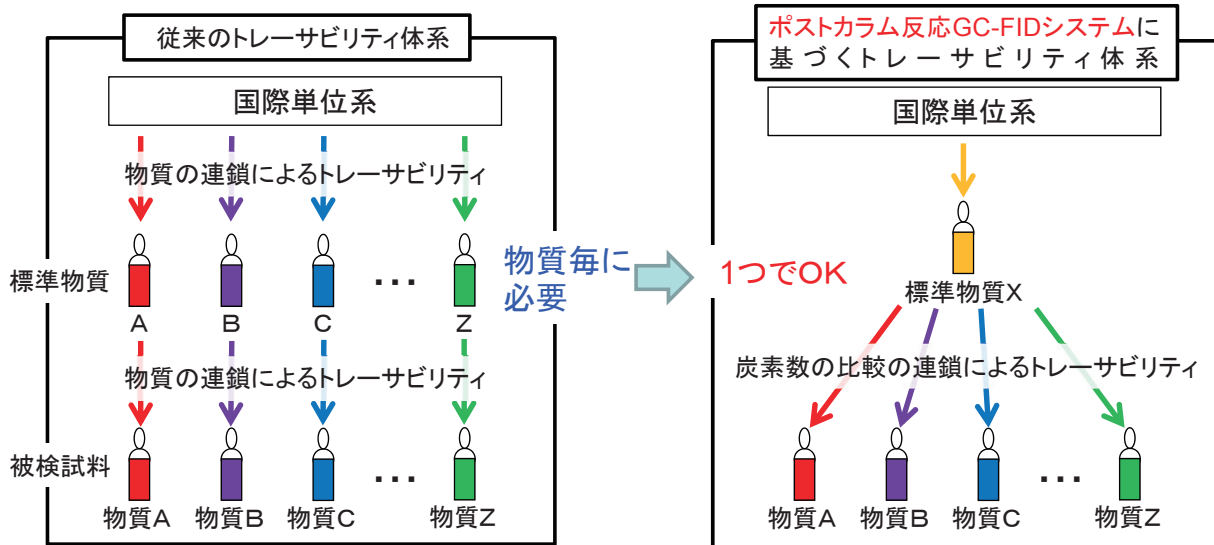 従来のトレーサビリティ体系
国際単位系
物質の連鎖によるトレーサビリティ
標準物質
A B C ･･･ Z
物質の連鎖によるトレーサビリティ
被検試料
･･･
物質A 物質B 物質C 物質Z
物質毎に
必要
ポストカラム反応GC-FIDシステムに
基づくトレーサビリティ体系
国際単位系
1つでOK
標準物質X
炭素数の比較の連鎖によるトレーサビリティ
･･･
物質A 物質B 物質C 物質Z